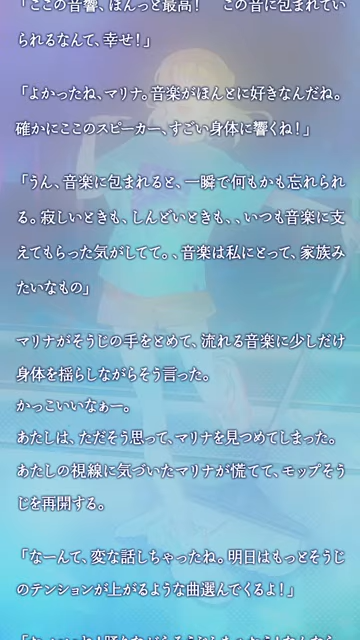 「ここの音響、ほんっと最高！　この音に包まれてい
られるなんて、幸せ！」
「よかったね、マリナ。音楽がほんとに好きなんだね。
確かにここのスピーカー、すごい身体に響くね！」
「うん、音楽に包まれると、一瞬で何もかも忘れられ
る。寂しいときも、しんどいときも、、いつも音楽に支
えてもらった気がしてて。、音楽は私にとって、家族み
たいなもの」
マリナがそうじの手をとめて、流れる音楽に少しだけ
身体を揺らしながらそう言った。
かっこいいなぁー。
あたしは、ただそう思って、マリナを見つめてしまった。
あたしの視線に気づいたマリナが慌てて、モップそう
じを再開する。
「なーんて、変な話しちゃったね。明日はもっとそうじ
のテンションが上がるような曲選んでくるよ！」